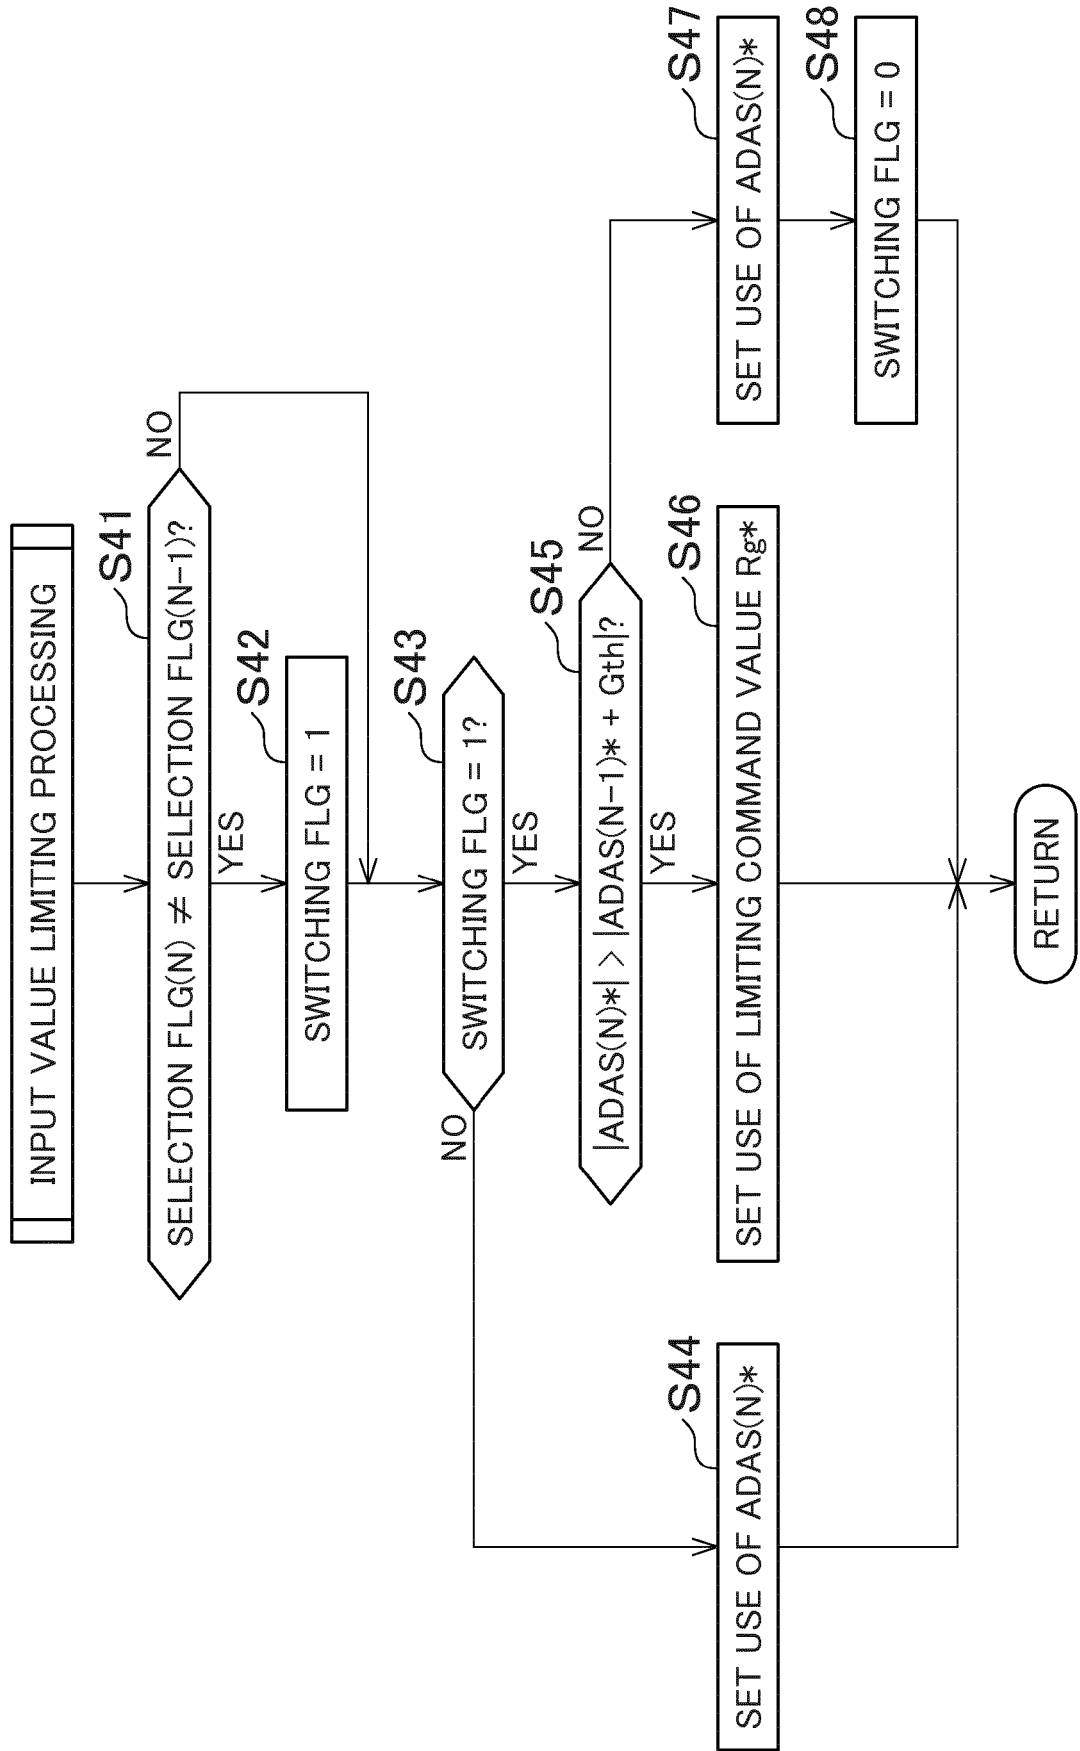 INPUT VALUE LIMITING PROCESSING
S41
SELECTION FLG(N) ≠ SELECTION FLG(N-1)?
NO
YES
S42
SWITCHING FLG = 1
S43
SWITCHING FLG = 1?
NO
YES
S45
|ADAS(N)*| > |ADAS(N-1)* + Gth|?
NO
YES
S44
SET USE OF ADAS(N)*
S46
SET USE OF LIMITING COMMAND VALUE Rg*
S47
SET USE OF ADAS(N)*
S48
SWITCHING FLG = 0
RETURN